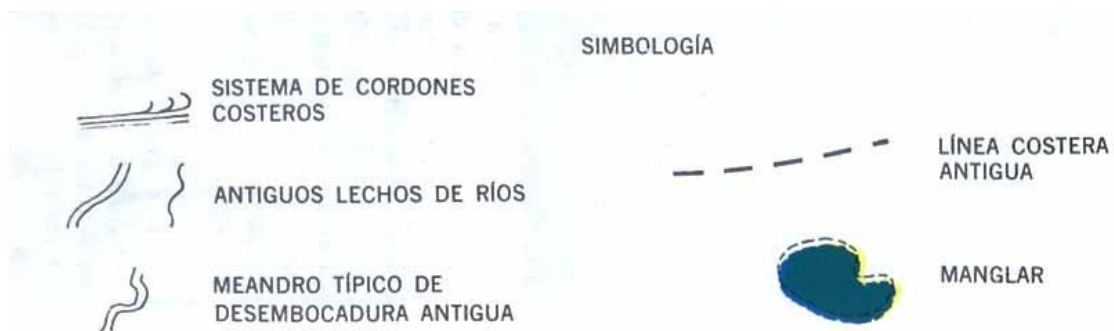 SIMBOLOGÍA
SISTEMA DE CORDONES
COSTEROS
ANTIGUOS LECHOS DE RÍOS
MEANDRO TÍPICO DE
DESEMBOCADURA ANTIGUA
LÍNEA COSTERA
ANTIGUA
MANGLAR